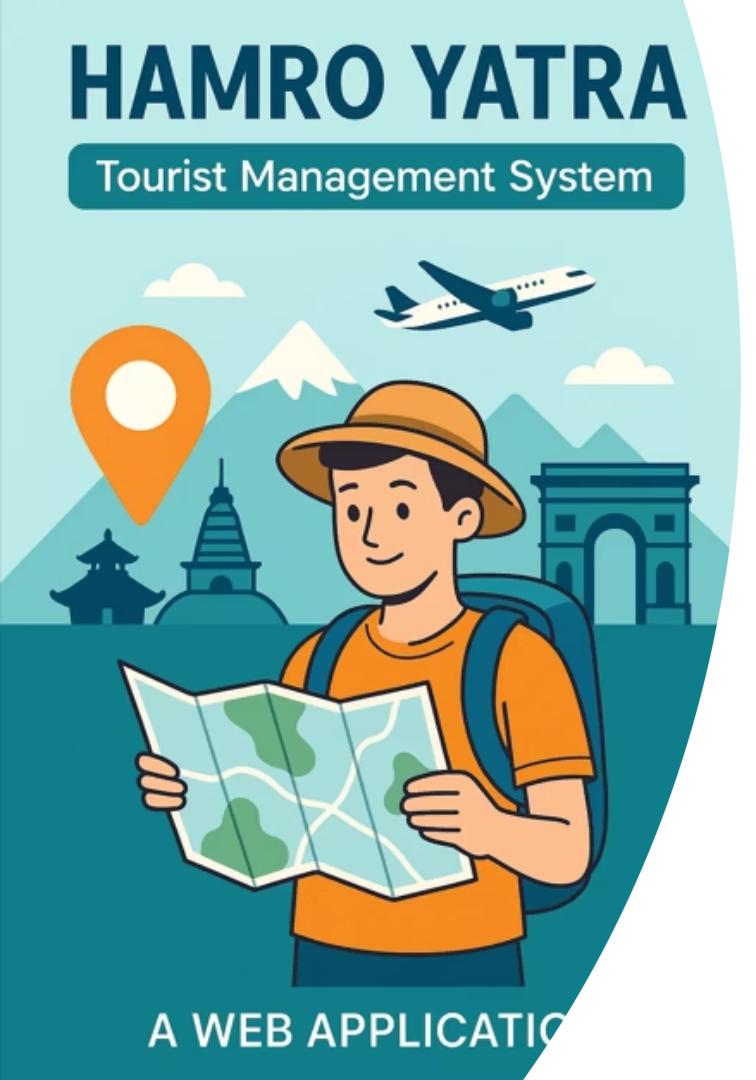 HAMRO YATRA
Tourist Management System
A WEB APPLICATIO